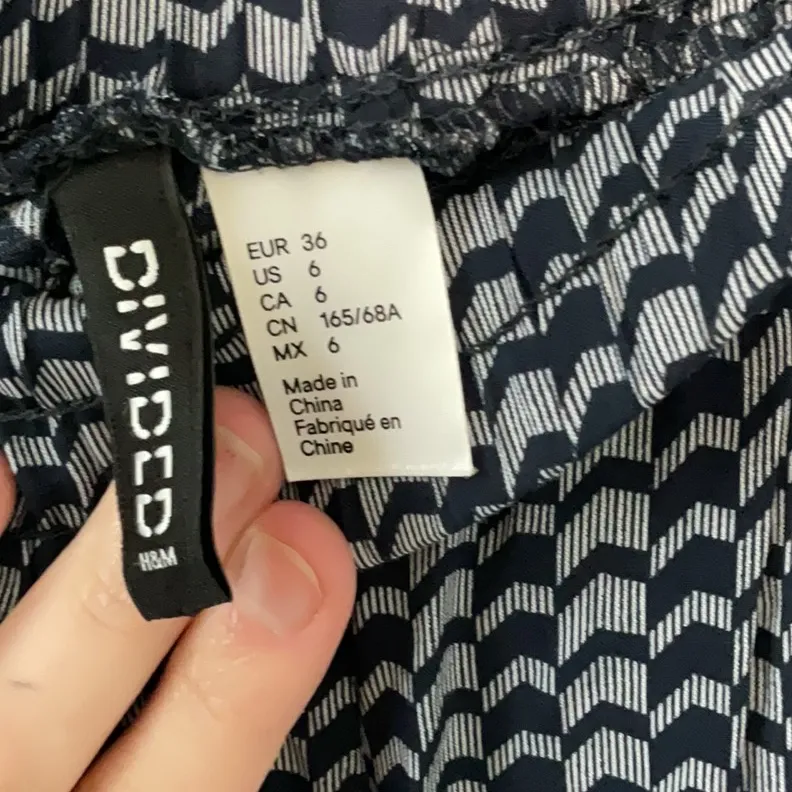 DIVIDED
H&M
EUR 36
US 6
CA 6
CN 165/68A
MX 6
Made in
China
Fabriqué en
Chine